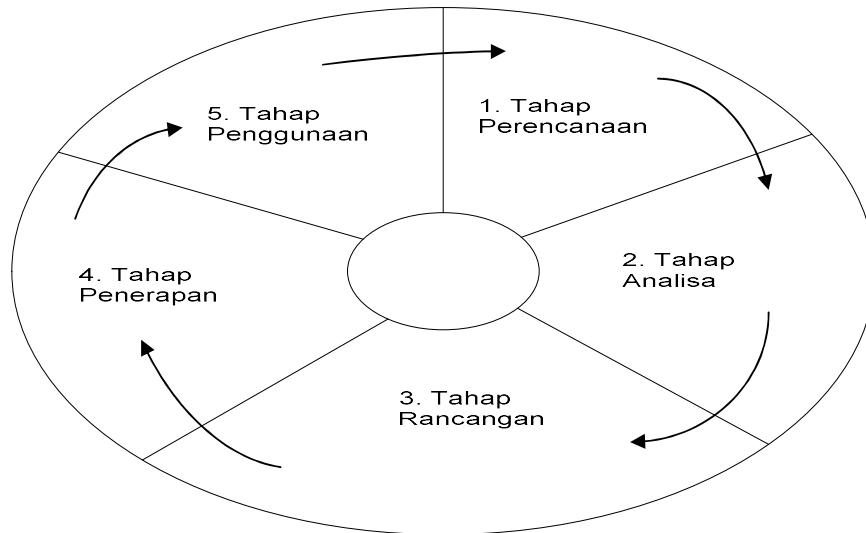 1. Tahap
Perencanaan
2. Tahap
Analisa
3. Tahap
Rancangan
4. Tahap
Penerapan
5. Tahap
Penggunaan